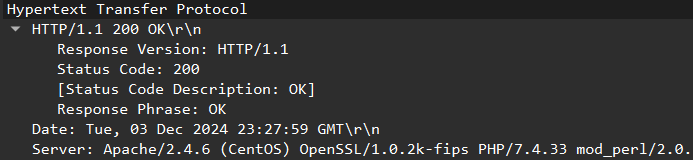 Hypertext Transfer Protocol
HTTP/1.1 200 OK\r\n
Response Version: HTTP/1.1
Status Code: 200
[Status Code Description: OK]
Response Phrase: OK
Date: Tue, 03 Dec 2024 23:27:59 GMT\r\n
Server: Apache/2.4.6 (CentOS) OpenSSL/1.0.2k-fips PHP/7.4.33 mod_perl/2.0.